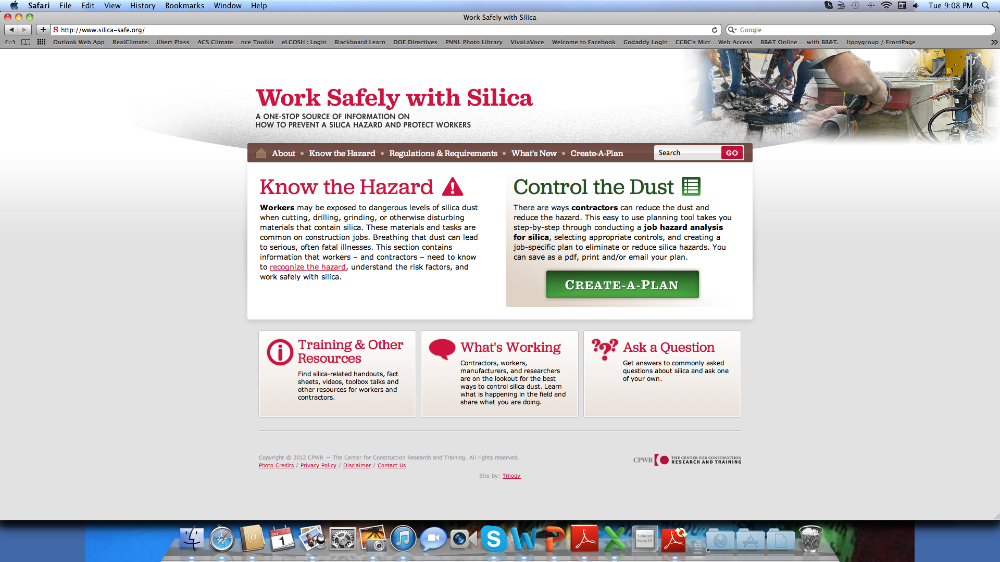 Safari File Edit View History Bookmarks Window Help Tue 9:08 PM
Work Safely with Silica
S http://www.silica-safe.org/ Google
Outlook Web App RealClimate: ...ilbert Plass ACS Climate ...nce Toolkit eLCOSH : Login Blackboard Learn DOE Directives PNNL Photo Library VivaLaVoce Welcome to Facebook Godaddy Login CCBC's Micr... Web Access BB&T Online ... with BB&T. lippygroup / FrontPage
Work Safely with Silica
A ONE-STOP SOURCE OF INFORMATION ON
HOW TO PREVENT A SILICA HAZARD AND PROTECT WORKERS
About • Know the Hazard • Regulations & Requirements • What's New • Create-A-Plan Search GO
Know the Hazard
Workers may be exposed to dangerous levels of silica dust
when cutting, drilling, grinding, or otherwise disturbing
materials that contain silica. These materials and tasks are
common on construction jobs. Breathing that dust can lead
to serious, often fatal illnesses. This section contains
information that workers – and contractors – need to know
to recognize the hazard, understand the risk factors, and
work safely with silica.
Control the Dust
There are ways contractors can reduce the dust and
reduce the hazard. This easy to use planning tool takes you
step-by-step through conducting a job hazard analysis
for silica, selecting appropriate controls, and creating a
job-specific plan to eliminate or reduce silica hazards. You
can save as a pdf, print and/or email your plan.
CREATE-A-PLAN
Training & Other
Resources
Find silica-related handouts, fact
sheets, videos, toolbox talks and
other resources for workers and
contractors.
What's Working
Contractors, workers,
manufacturers, and researchers
are on the lookout for the best
ways to control silica dust. Learn
what is happening in the field and
share what you are doing.
???
Ask a Question
Get answers to commonly asked
questions about silica and ask one
of your own.
Copyright © 2012 CPWR — The Center for Construction Research and Training. All rights reserved.
Photo Credits / Privacy Policy / Disclaimer / Contact Us
Site by: Trilogy
CPWR THE CENTER FOR CONSTRUCTION
RESEARCH AND TRAINING
OCT
1
Solution
Menu EX